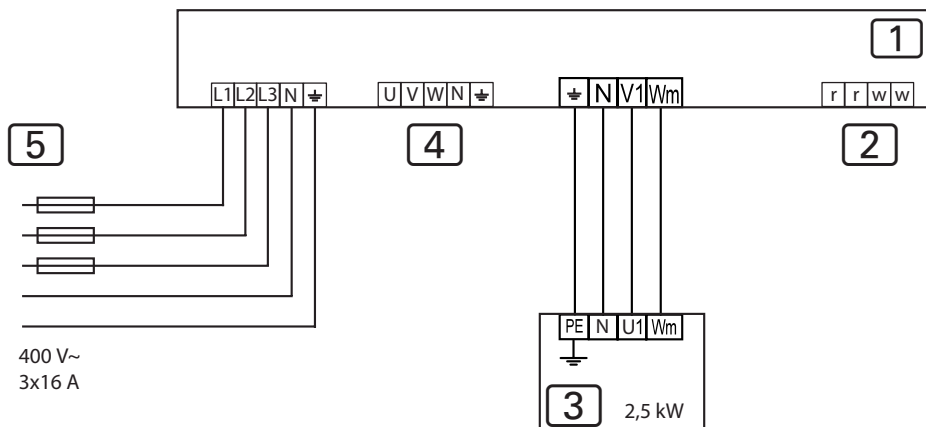 1
L1 L2 L3 N ⏚
U V W N ⏚
⏚ N V1 Wm
r r w w
5
4
2
PE N U1 Wm
400 V~
3x16 A
3
2,5 kW